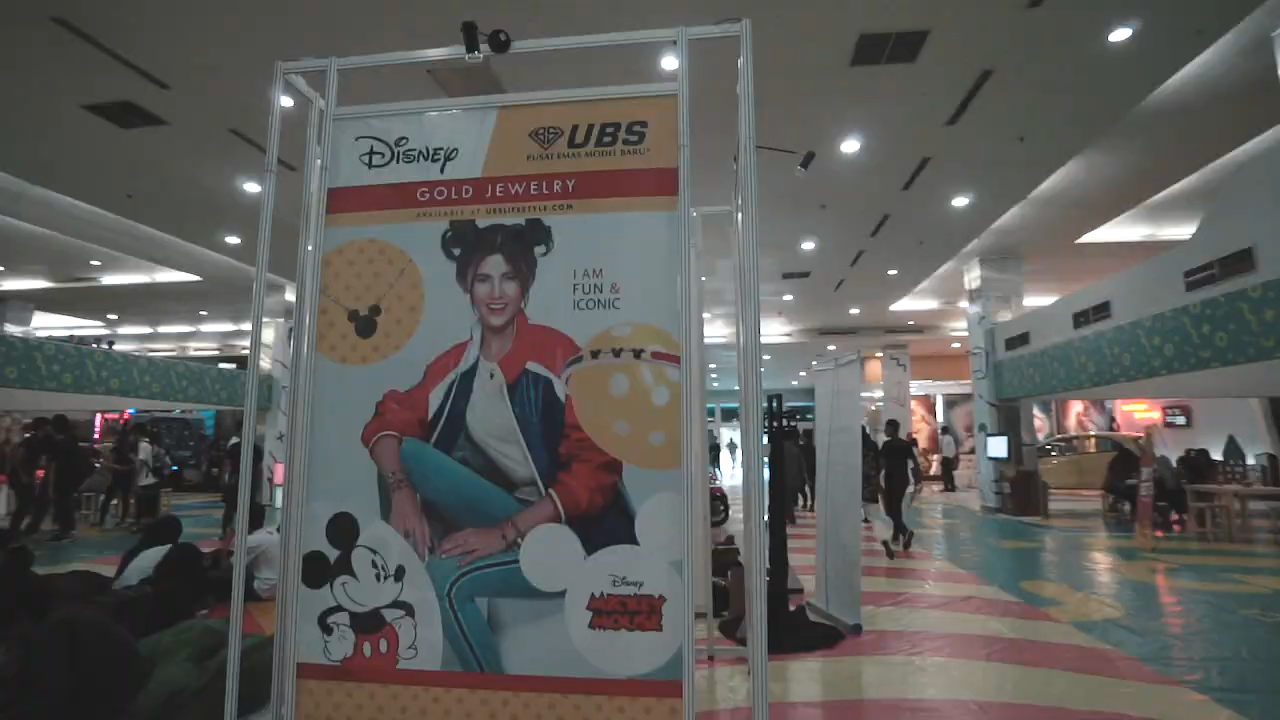 Disney
UBS
PUSAT EMAS MODEL BARU
GOLD JEWELRY
AVAILABLE AT UBSLIFESTYLE.COM
I AM
FUN &
ICONIC
Disney
MICKEY
MOUSE